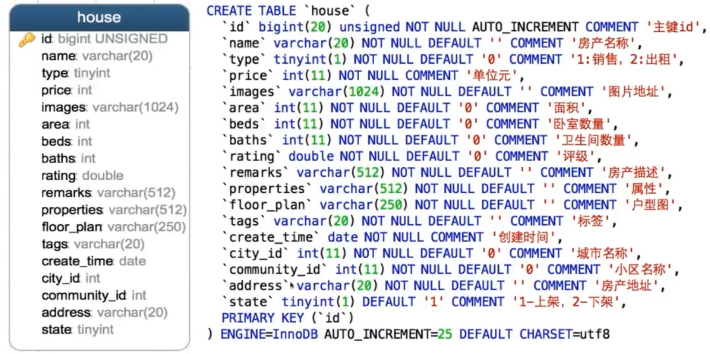 house
id: bigint UNSIGNED
name: varchar(20)
type: tinyint
price: int
images: varchar(1024)
area: int
beds: int
baths: int
rating: double
remarks: varchar(512)
properties: varchar(512)
floor_plan: varchar(250)
tags: varchar(20)
create_time: date
city_id: int
community_id: int
address: varchar(20)
state: tinyint
CREATE TABLE `house` (
`id` bigint(20) unsigned NOT NULL AUTO_INCREMENT COMMENT '主键id',
`name` varchar(20) NOT NULL DEFAULT '' COMMENT '房产名称',
`type` tinyint(1) NOT NULL DEFAULT '0' COMMENT '1:销售，2:出租',
`price` int(11) NOT NULL COMMENT '单位元',
`images` varchar(1024) NOT NULL DEFAULT '' COMMENT '图片地址',
`area` int(11) NOT NULL DEFAULT '0' COMMENT '面积',
`beds` int(11) NOT NULL DEFAULT '0' COMMENT '卧室数量',
`baths` int(11) NOT NULL DEFAULT '0' COMMENT '卫生间数量',
`rating` double NOT NULL DEFAULT '0' COMMENT '评级',
`remarks` varchar(512) NOT NULL DEFAULT '' COMMENT '房产描述',
`properties` varchar(512) NOT NULL DEFAULT '' COMMENT '属性',
`floor_plan` varchar(250) NOT NULL DEFAULT '' COMMENT '户型图',
`tags` varchar(20) NOT NULL DEFAULT '' COMMENT '标签',
`create_time` date NOT NULL COMMENT '创建时间',
`city_id` int(11) NOT NULL DEFAULT '0' COMMENT '城市名称',
`community_id` int(11) NOT NULL DEFAULT '0' COMMENT '小区名称',
`address` varchar(20) NOT NULL DEFAULT '' COMMENT '房产地址',
`state` tinyint(1) DEFAULT '1' COMMENT '1-上架，2-下架',
PRIMARY KEY (`id`)
) ENGINE=InnoDB AUTO_INCREMENT=25 DEFAULT CHARSET=utf8